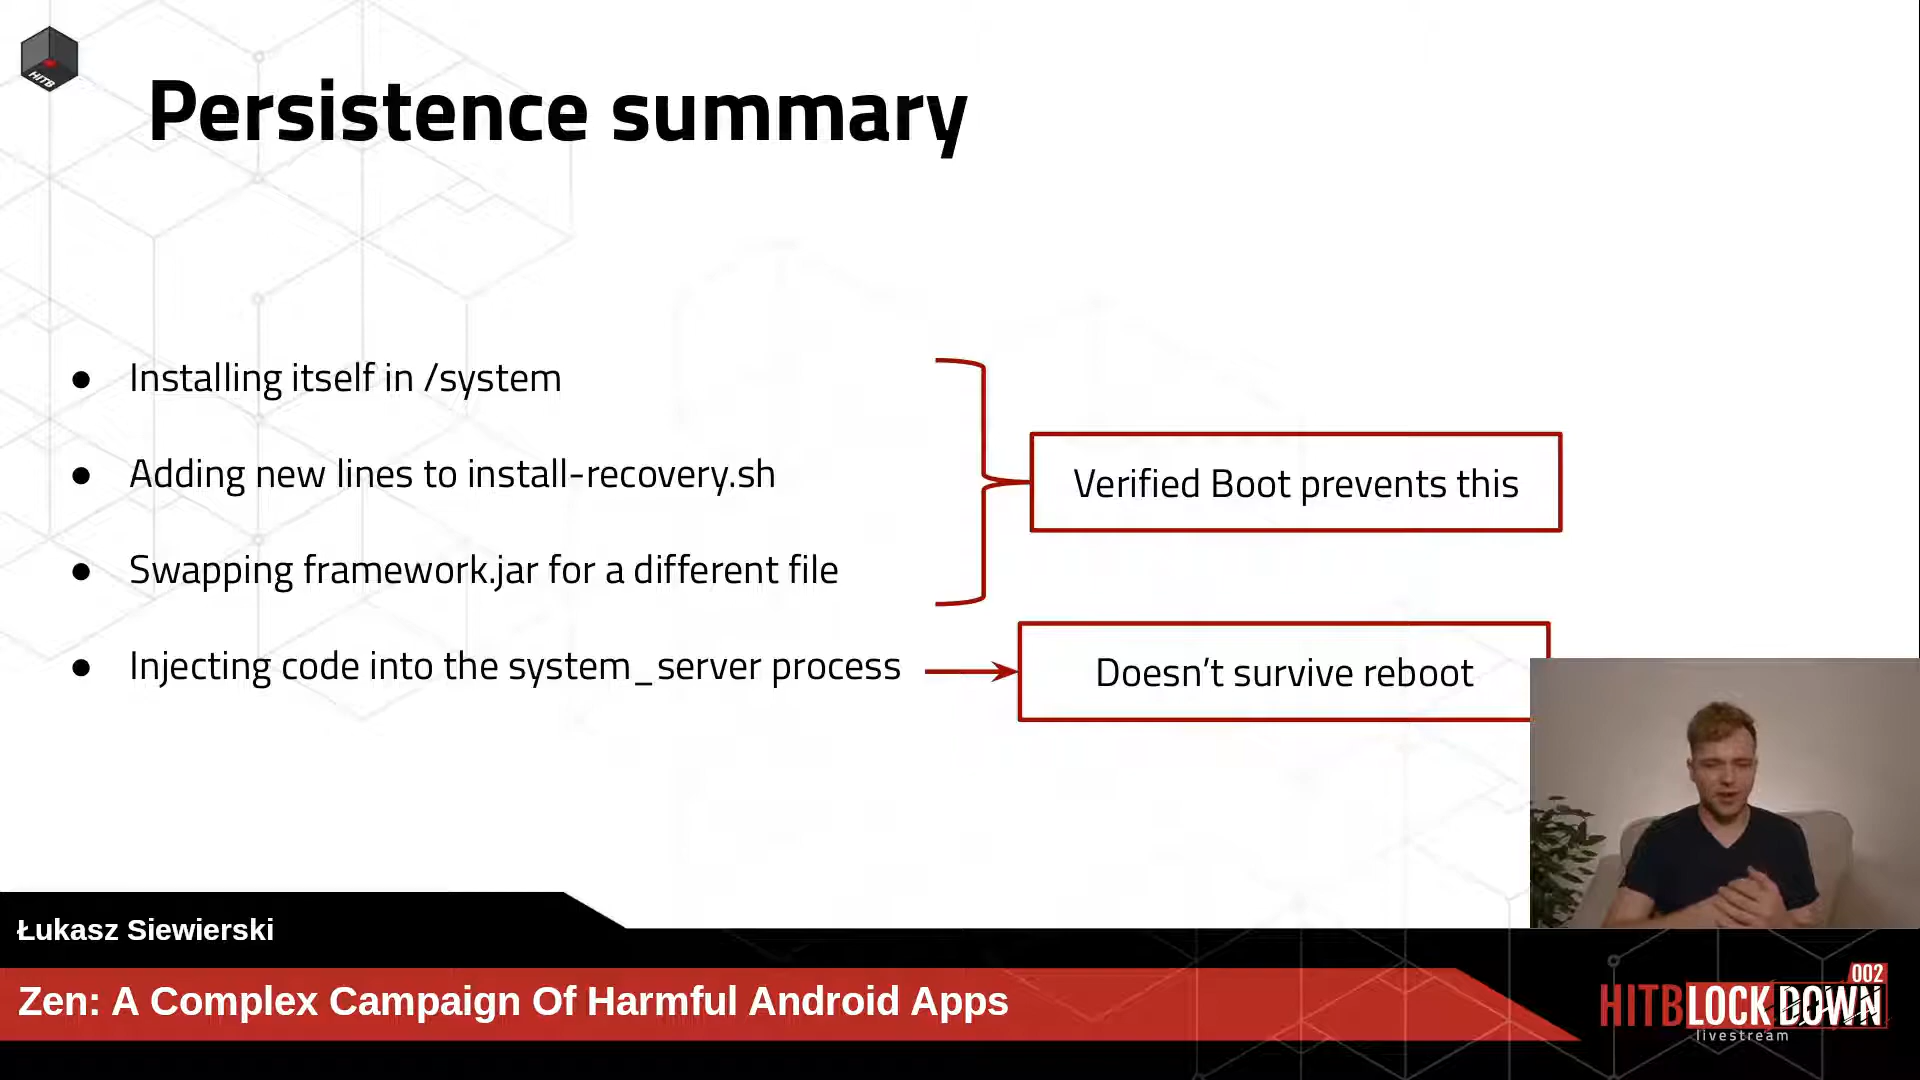 HITB
Persistence summary
● Installing itself in /system
● Adding new lines to install-recovery.sh
● Swapping framework.jar for a different file
● Injecting code into the system_server process
Verified Boot prevents this
Doesn’t survive reboot
Łukasz Siewierski
Zen: A Complex Campaign Of Harmful Android Apps
002
HITBLOCKDOWN
livestream